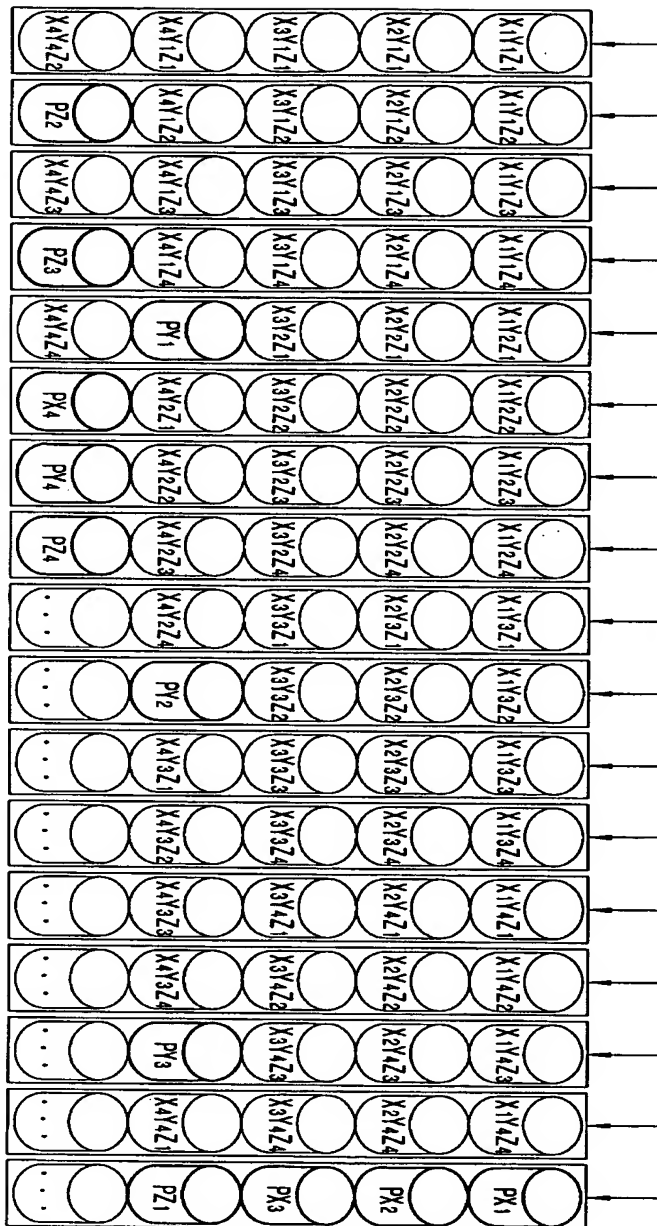 X₁Y₁Z₁ X₁Y₁Z₂ X₁Y₁Z₃ X₁Y₁Z₄ X₁Y₂Z₁ X₁Y₂Z₂ X₁Y₂Z₃ X₁Y₂Z₄ X₁Y₃Z₁ X₁Y₃Z₂ X₁Y₃Z₃ X₁Y₃Z₄ X₁Y₄Z₁ X₁Y₄Z₂ X₁Y₄Z₃ X₁Y₄Z₄ PX₁
X₂Y₁Z₁ X₂Y₁Z₂ X₂Y₁Z₃ X₂Y₁Z₄ X₂Y₂Z₁ X₂Y₂Z₂ X₂Y₂Z₃ X₂Y₂Z₄ X₂Y₃Z₁ X₂Y₃Z₂ X₂Y₃Z₃ X₂Y₃Z₄ X₂Y₄Z₁ X₂Y₄Z₂ X₂Y₄Z₃ X₂Y₄Z₄ PX₂
X₃Y₁Z₁ X₃Y₁Z₂ X₃Y₁Z₃ X₃Y₁Z₄ X₃Y₂Z₁ X₃Y₂Z₂ X₃Y₂Z₃ X₃Y₂Z₄ X₃Y₃Z₁ X₃Y₃Z₂ X₃Y₃Z₃ X₃Y₃Z₄ X₃Y₄Z₁ X₃Y₄Z₂ X₃Y₄Z₃ X₃Y₄Z₄ PX₃
X₄Y₁Z₁ X₄Y₁Z₂ X₄Y₁Z₃ X₄Y₁Z₄ PY₁ X₄Y₂Z₁ X₄Y₂Z₂ X₄Y₂Z₃ X₄Y₂Z₄ PY₂ X₄Y₃Z₁ X₄Y₃Z₂ X₄Y₃Z₃ X₄Y₃Z₄ PY₃ X₄Y₄Z₁ PZ₁
X₄Y₄Z₂ PZ₂ X₄Y₄Z₃ PZ₃ X₄Y₄Z₄ PX₄ PY₄ PZ₄ ... ... ... ... ... ... ... ... ...